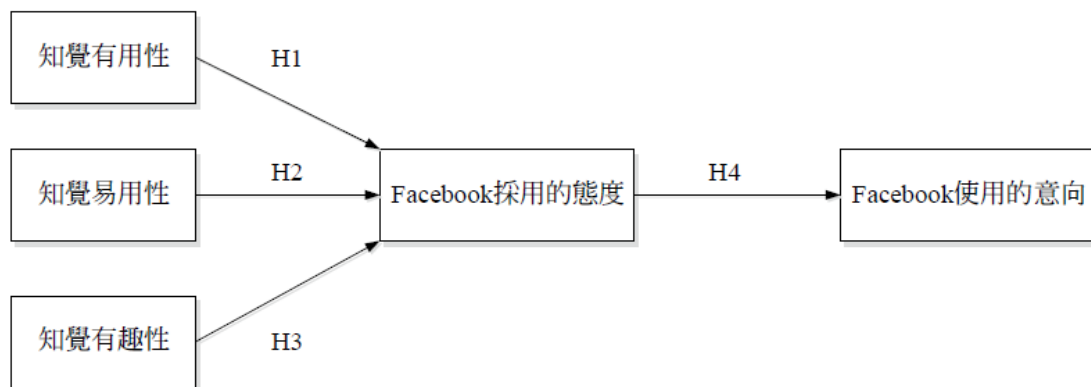 知覺有用性
H1
知覺易用性
H2
Facebook採用的態度
H4
Facebook使用的意向
知覺有趣性
H3